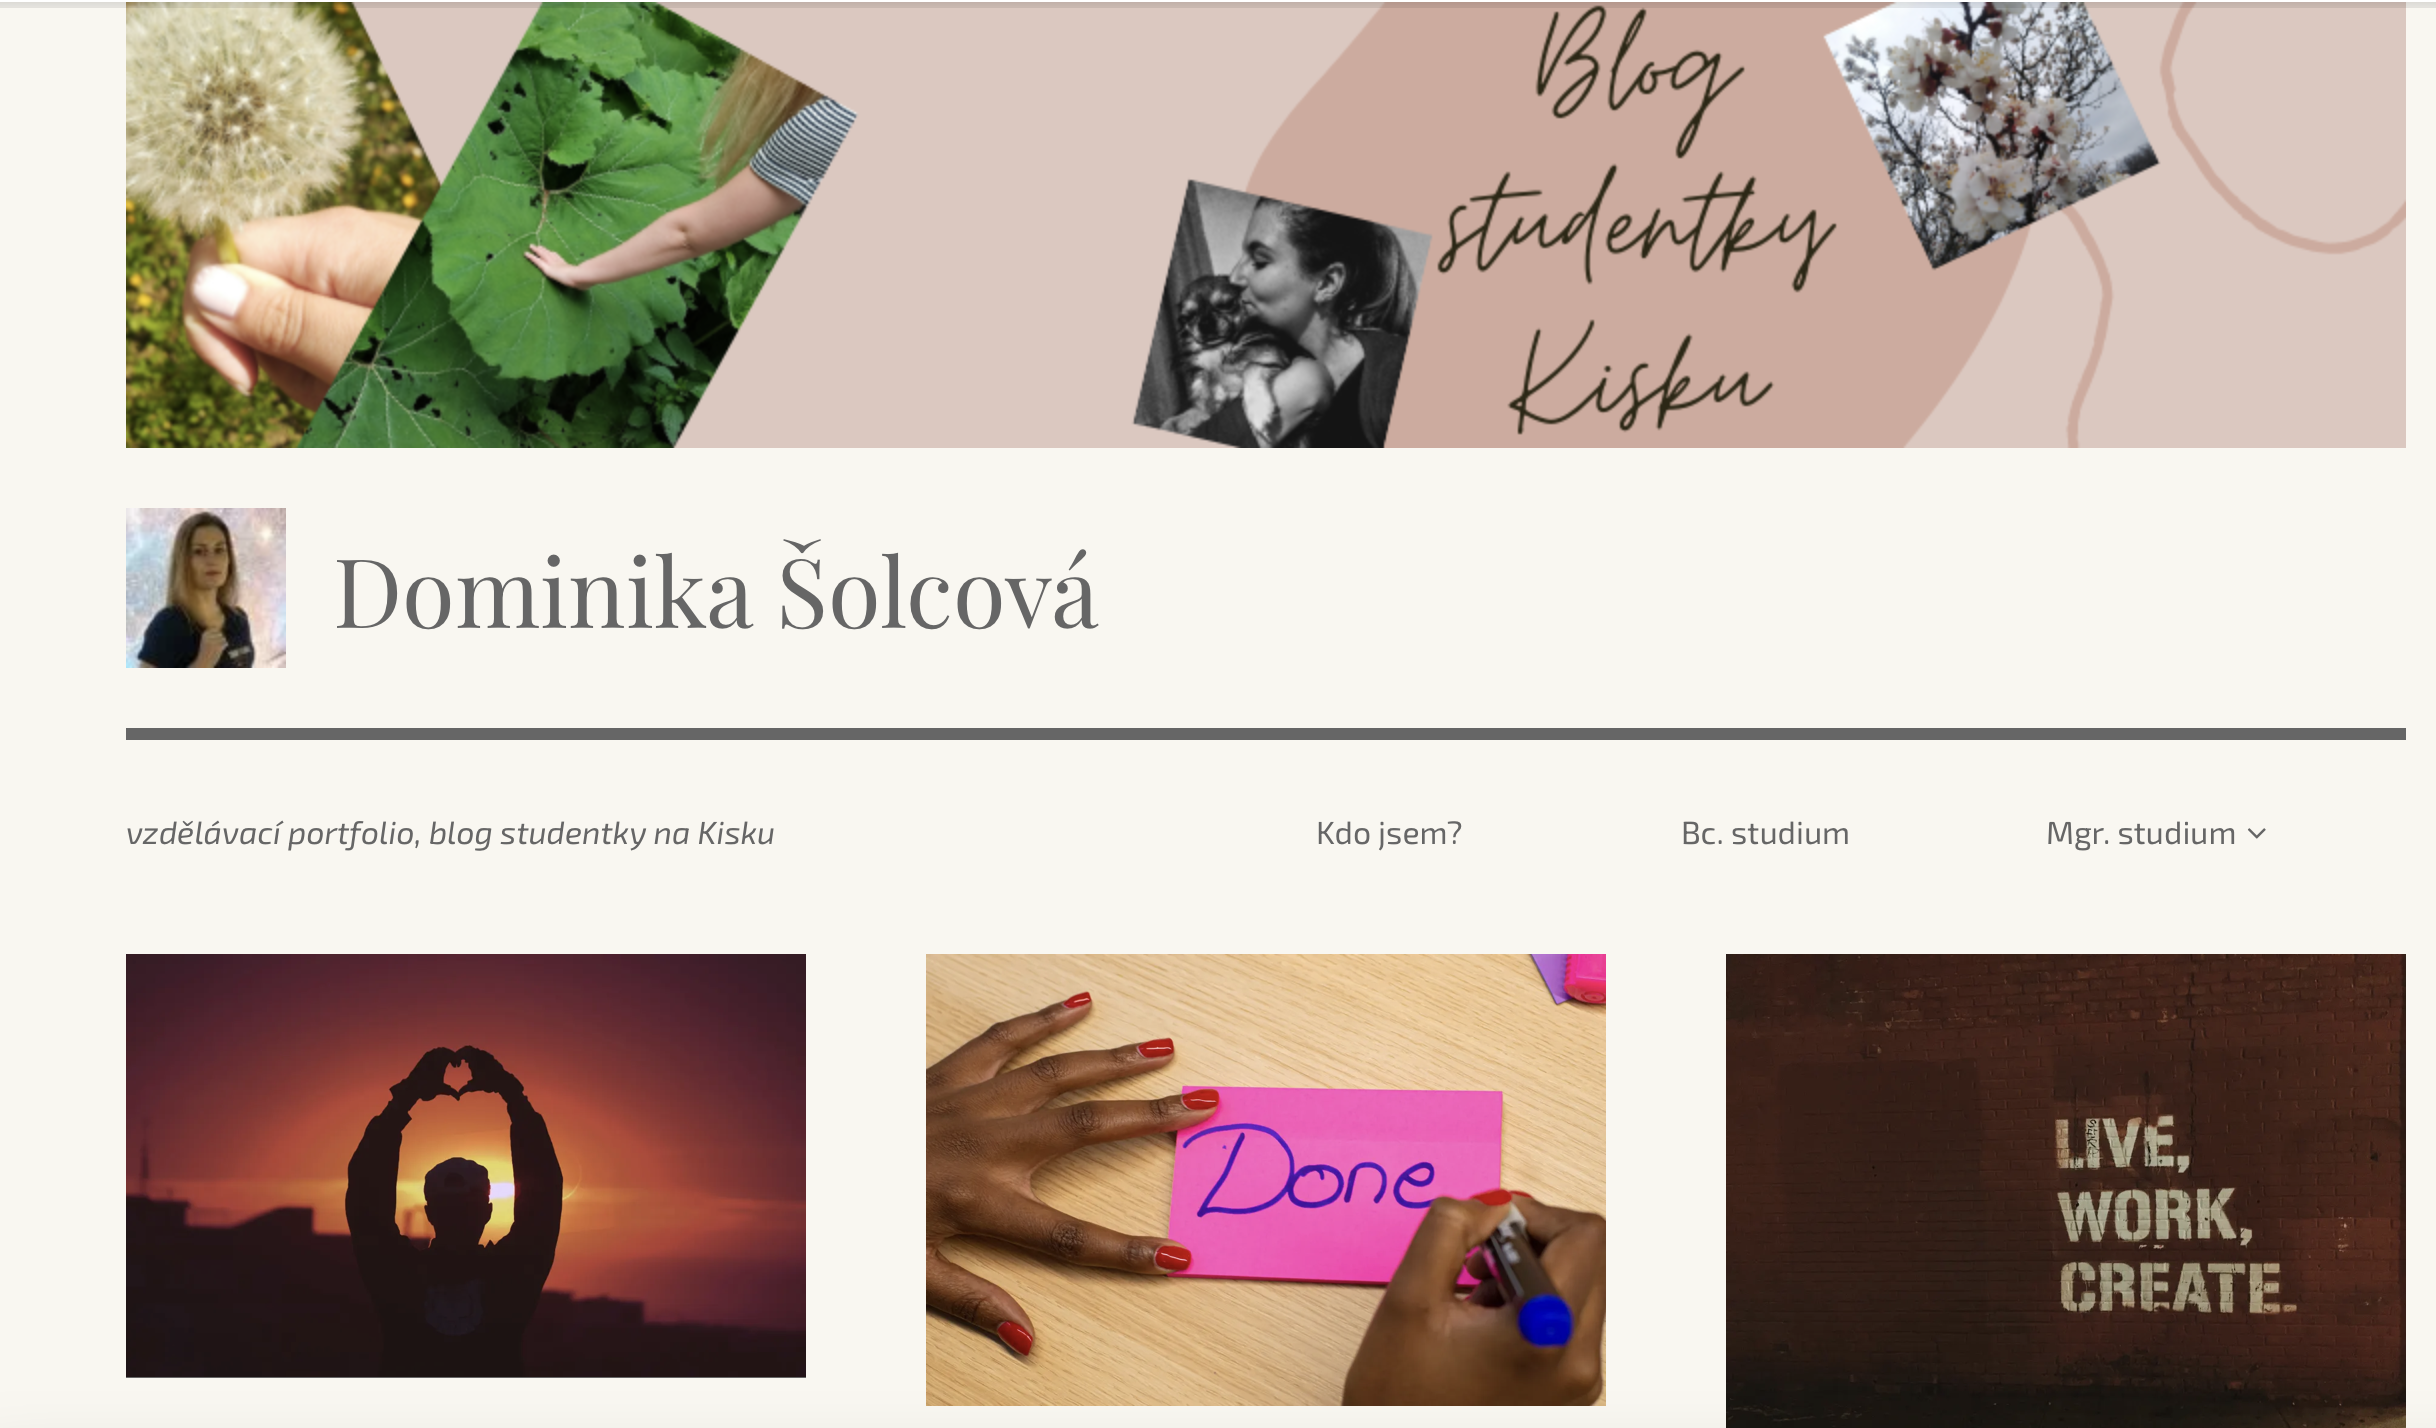 Blog
studentky
Kisku
Dominika Šolcová
vzdělávací portfolio, blog studentky na Kisku
Kdo jsem?
Bc. studium
Mgr. studium
Done
LIVE,
WORK,
CREATE.